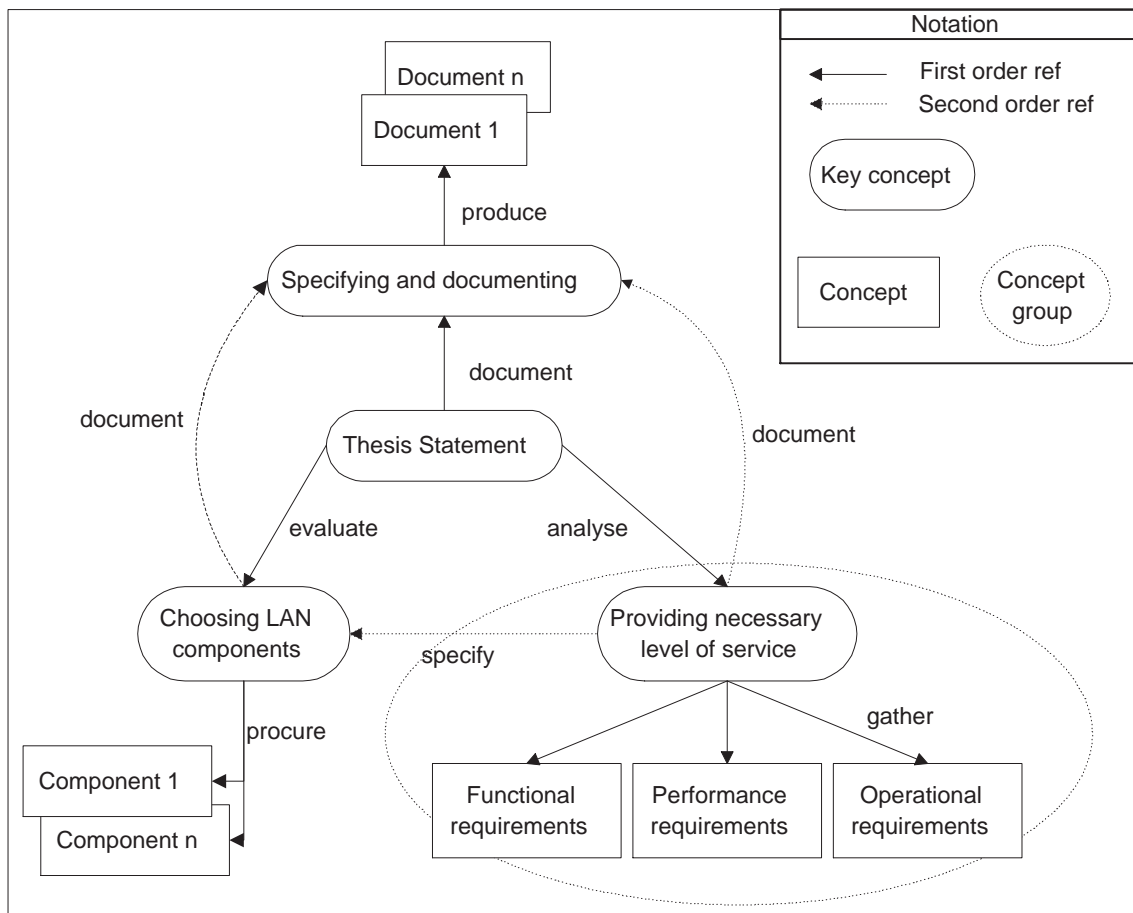 Notation
First order ref
Second order ref
Key concept
Concept
Concept
group
Document n
Document 1
produce
Specifying and documenting
document
document
document
Thesis Statement
evaluate
analyse
Choosing LAN
components
specify
Providing necessary
level of service
procure
gather
Component 1
Component n
Functional
requirements
Performance
requirements
Operational
requirements